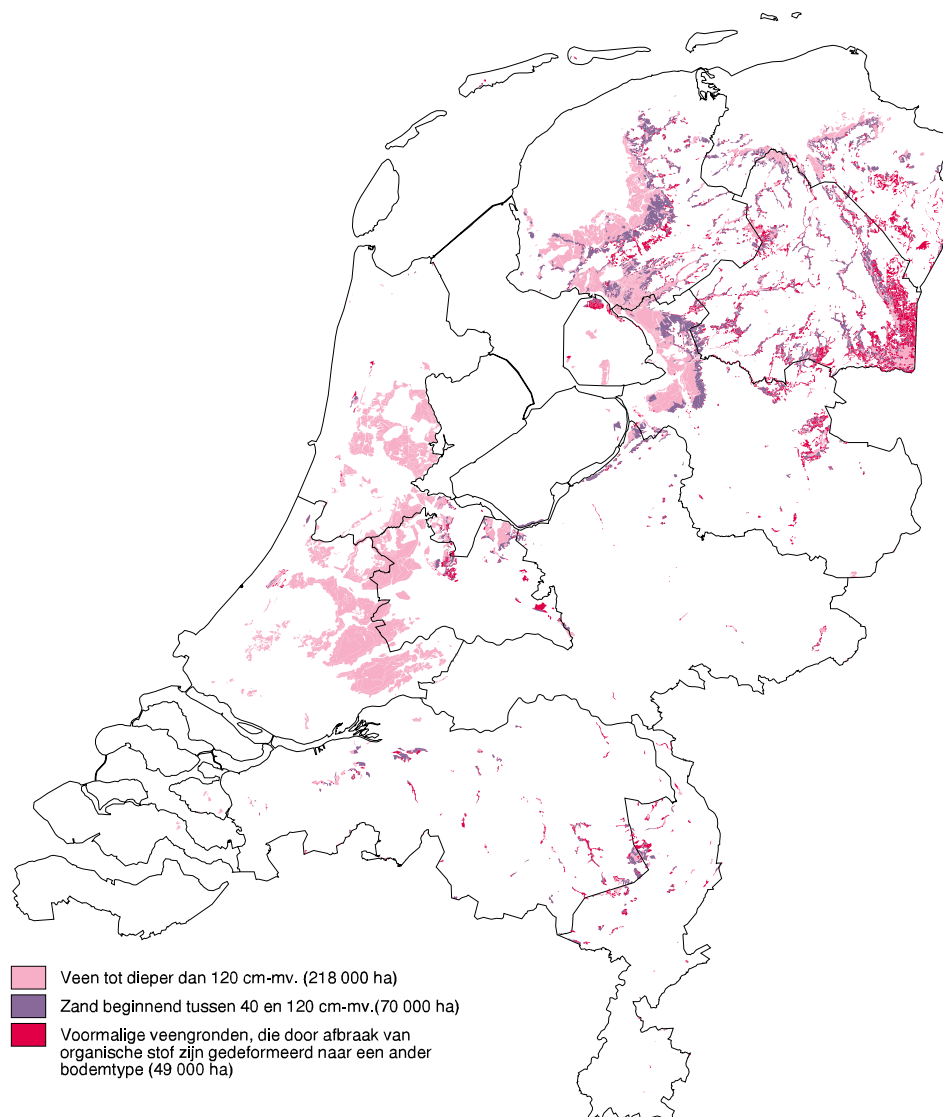 Veen tot dieper dan 120 cm-mv. (218 000 ha)
Zand beginnend tussen 40 en 120 cm-mv.(70 000 ha)
Voormalige veengronden, die door afbraak van
organische stof zijn gedeformeerd naar een ander
bodemtype (49 000 ha)